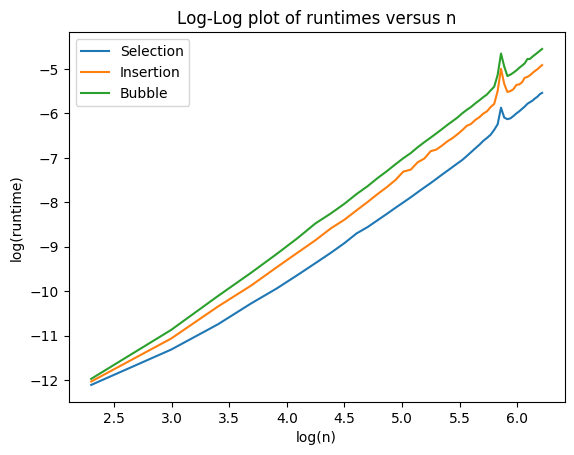 Log-Log plot of runtimes versus n
Selection
Insertion
Bubble
log(runtime)
−5
−6
−7
−8
−9
−10
−11
−12
2.5 3.0 3.5 4.0 4.5 5.0 5.5 6.0
log(n)